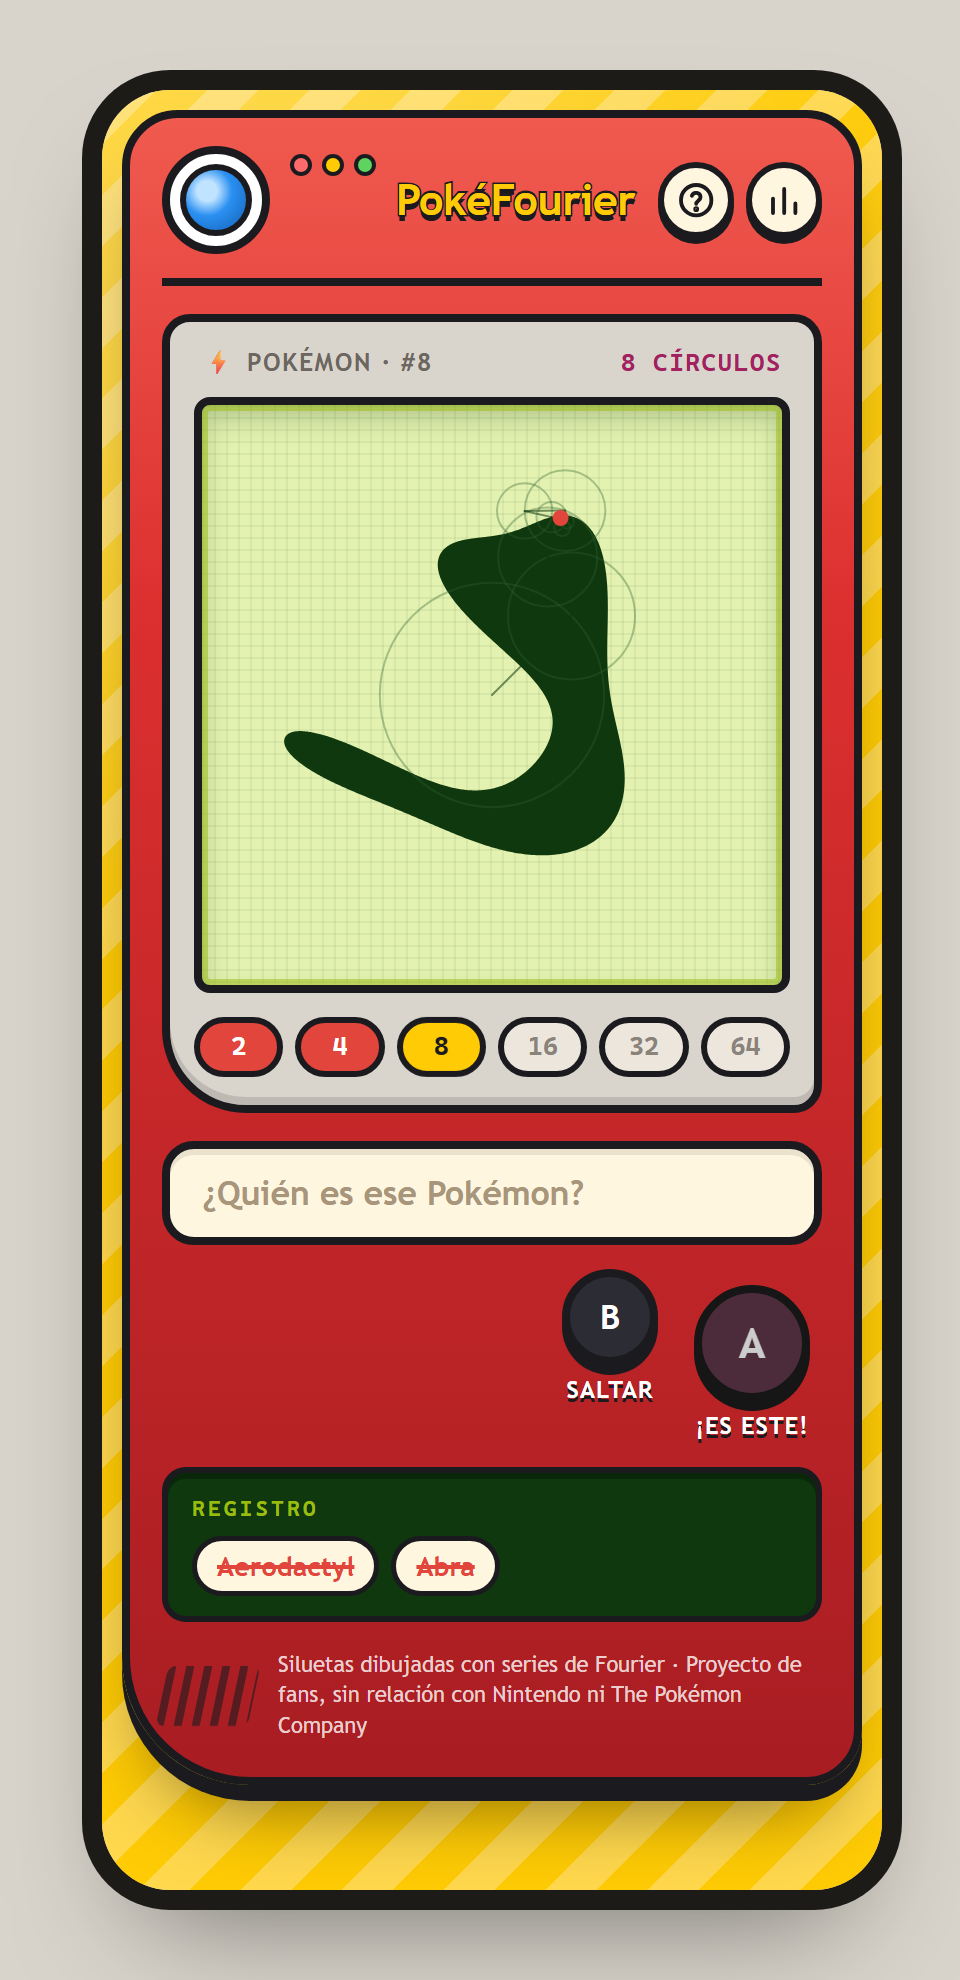 PokéFourier
POKÉMON · #8
8 CÍRCULOS
2 4 8 16 32 64
¿Quién es ese Pokémon?
B
A
SALTAR
¡ES ESTE!
REGISTRO
Aerodactyl Abra
Siluetas dibujadas con series de Fourier · Proyecto de
fans, sin relación con Nintendo ni The Pokémon
Company